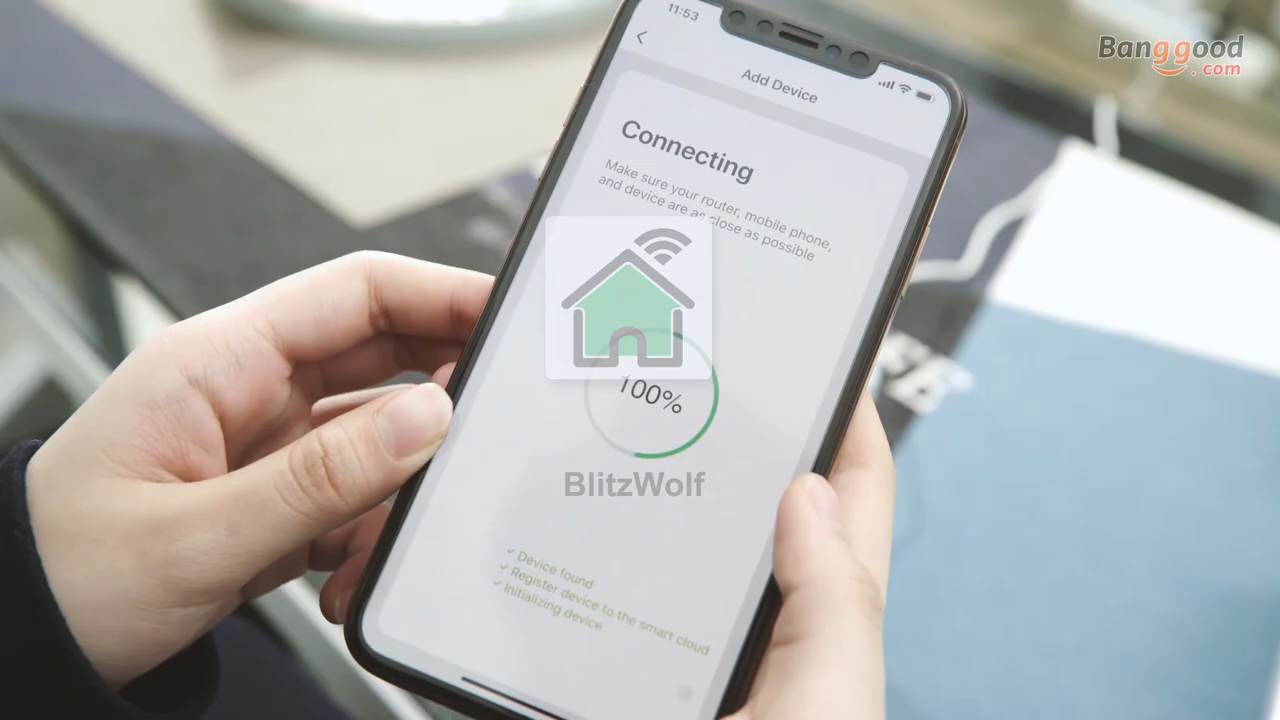 11:53
Banggood
.com
Add Device
Connecting
Make sure your router, mobile phone,
and device are as close as possible
100%
BlitzWolf
✓ Device found
✓ Register device to the smart cloud
✓ Initializing device